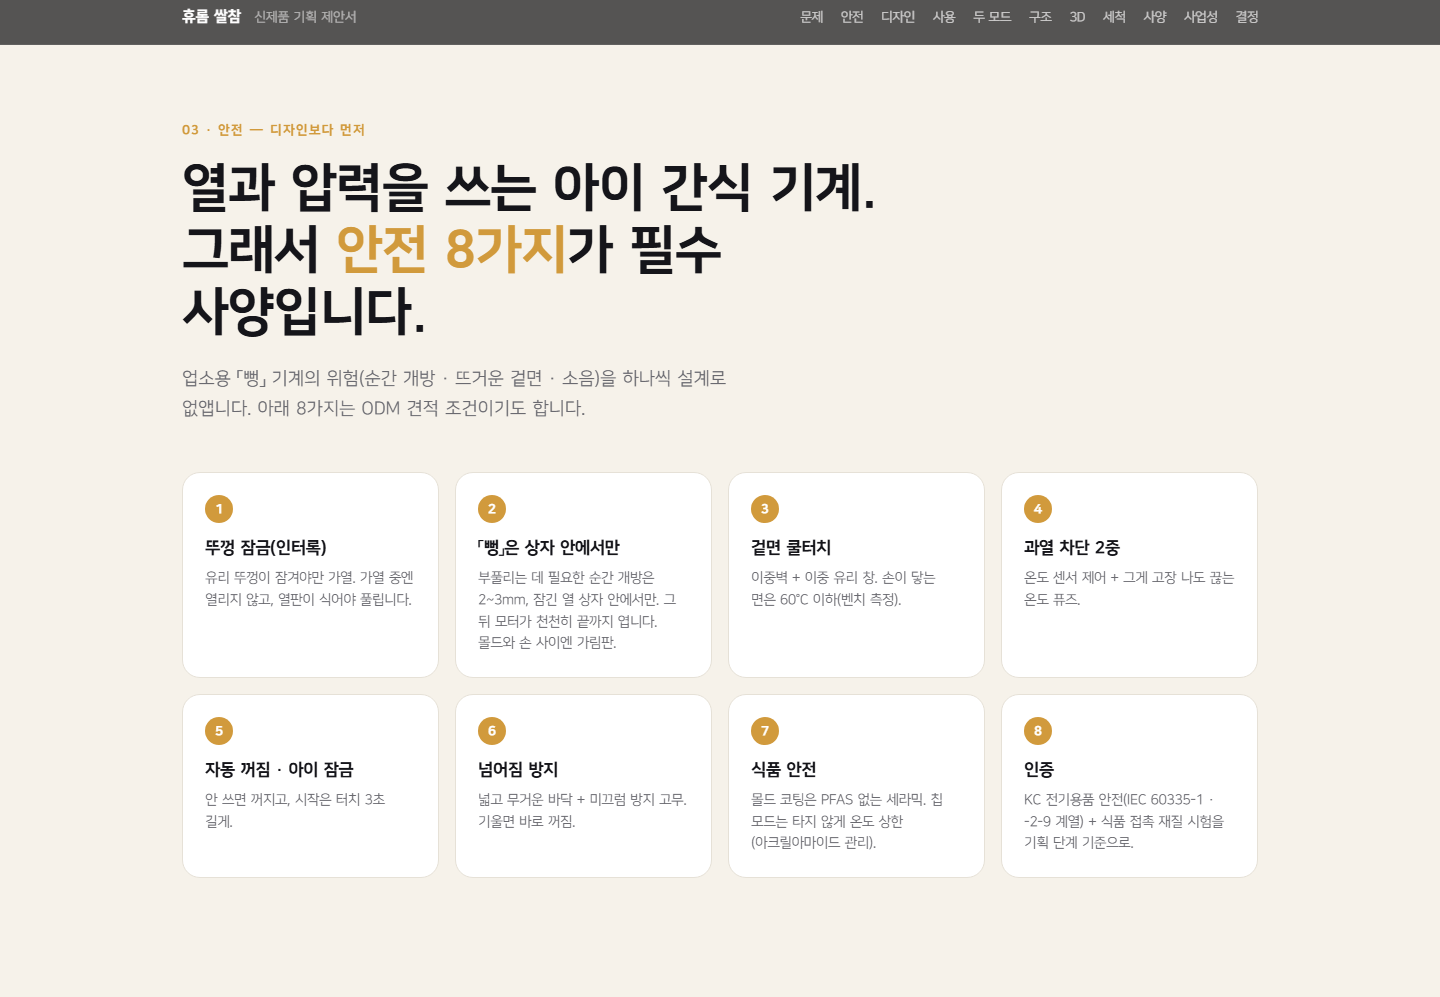 휴롬 쌀참 신제품 기획 제안서
문제 안전 디자인 사용 두 모드 구조 3D 세척 사양 사업성 결정
03 · 안전 — 디자인보다 먼저
열과 압력을 쓰는 아이 간식 기계.
그래서 안전 8가지가 필수
사양입니다.
업소용 「뻥」 기계의 위험(순간 개방 · 뜨거운 겉면 · 소음)을 하나씩 설계로
없앱니다. 아래 8가지는 ODM 견적 조건이기도 합니다.
1
뚜껑 잠금(인터록)
유리 뚜껑이 잠겨야만 가열. 가열 중엔
열리지 않고, 열판이 식어야 풀립니다.
2
「뻥」은 상자 안에서만
부풀리는 데 필요한 순간 개방은
2~3mm, 잠긴 열 상자 안에서만. 그
뒤 모터가 천천히 끝까지 엽니다.
몰드와 손 사이엔 가림판.
3
겉면 쿨터치
이중벽 + 이중 유리 창. 손이 닿는
면은 60℃ 이하(벤치 측정).
4
과열 차단 2중
온도 센서 제어 + 그게 고장 나도 끊는
온도 퓨즈.
5
자동 꺼짐 · 아이 잠금
안 쓰면 꺼지고, 시작은 터치 3초
길게.
6
넘어짐 방지
넓고 무거운 바닥 + 미끄럼 방지 고무.
기울면 바로 꺼짐.
7
식품 안전
몰드 코팅은 PFAS 없는 세라믹. 칩
모드는 타지 않게 온도 상한
(아크릴아마이드 관리).
8
인증
KC 전기용품 안전(IEC 60335-1 ·
-2-9 계열) + 식품 접촉 재질 시험을
기획 단계 기준으로.